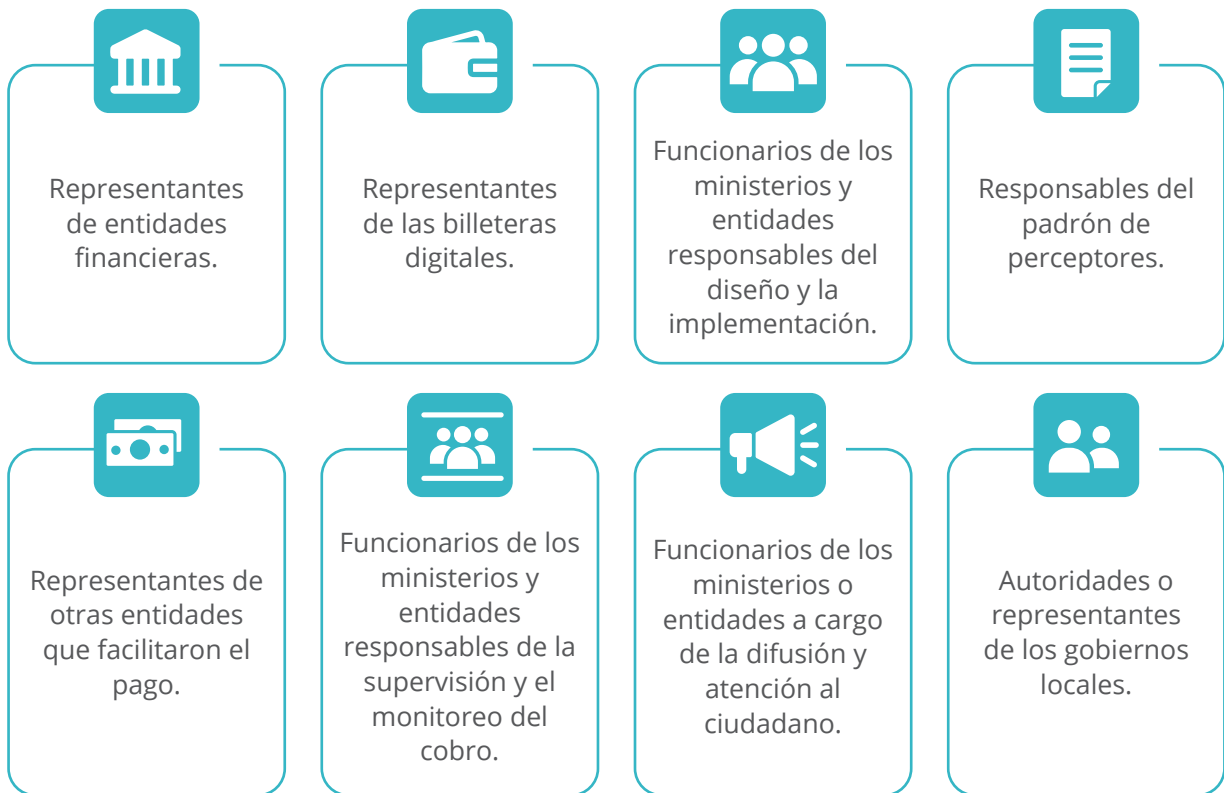 Representantes
de entidades
financieras.
Representantes
de las billeteras
digitales.
Funcionarios de los
ministerios y
entidades
responsables del
diseño y la
implementación.
Responsables del
padrón de
perceptores.
Representantes de
otras entidades
que facilitaron el
pago.
Funcionarios de los
ministerios y
entidades
responsables de la
supervisión y el
monitoreo del
cobro.
Funcionarios de los
ministerios o
entidades a cargo
de la difusión y
atención al
ciudadano.
Autoridades o
representantes
de los gobiernos
locales.